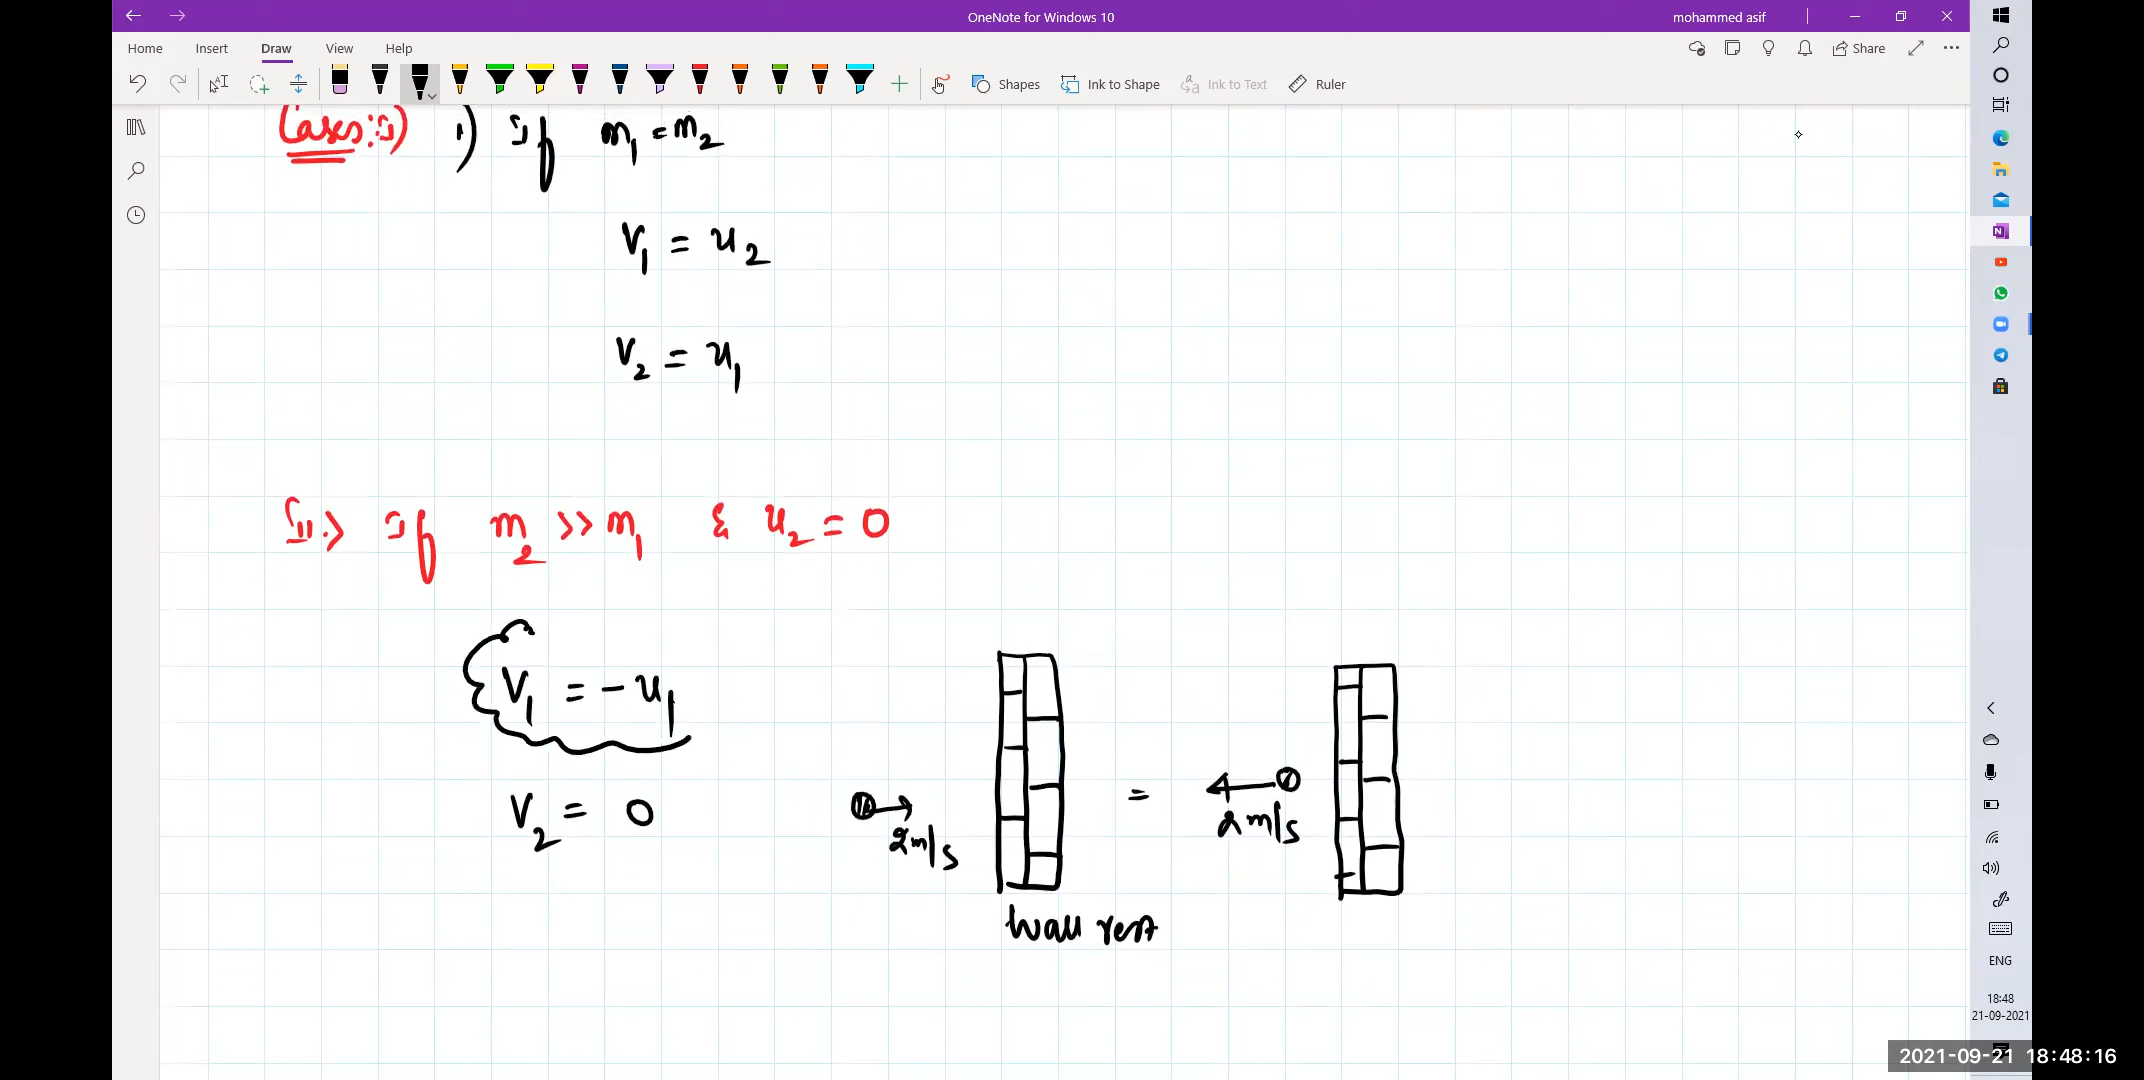 OneNote for Windows 10
mohammed asif
Home Insert Draw View Help
Share
Shapes Ink to Shape Ink to Text Ruler
Cases:⇒) 1) If m₁ = m₂
V₁ = u₂
V₂ = u₁
ii.> If m₂ >> m₁ & u₂ = 0
V₁ = - u₁
V₂ = 0
2m/s
=
2m/s
Wall rest
ENG
18:48
21-09-2021
2021-09-21 18:48:16